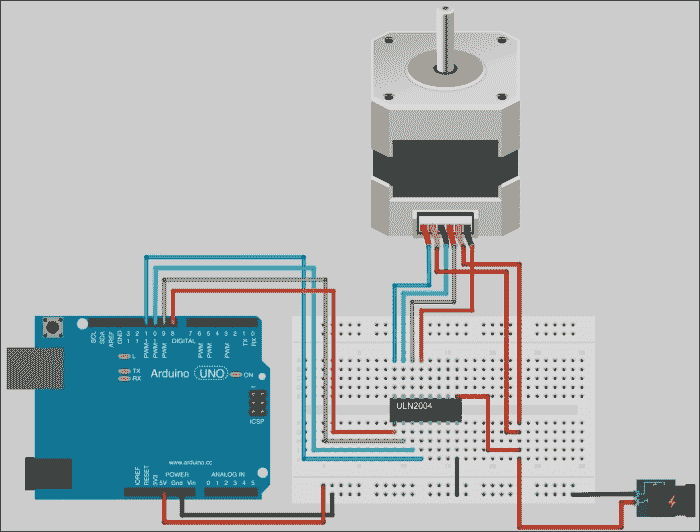 ULN2004
SCL
SDA
AREF
GND
13
12
PWM 11
PWM 10
PWM 9
8
DIGITAL
7
PWM 6
PWM 5
4
PWM 3
2
TX 1
RX 0
L
TX
RX
Arduino UNO
ON
ICSP
www.arduino.cc
POWER
ANALOG IN
IOREF
RESET
3V3
5V
Gnd
Vin
0 1 2 3 4 5